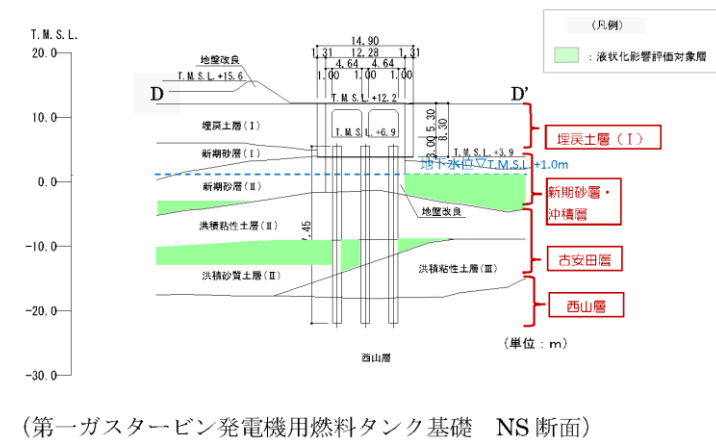 (凡例)
：液状化影響評価対象層
T.M.S.L.
20.0
10.0
0.0
-10.0
-20.0
-30.0
14.90
1.31 12.28 1.31
4.64 4.64
1.00 1.00 1.00
地盤改良
T.M.S.L.+15.6
D
D'
T.M.S.L.+12.2
埋戻土層(Ⅰ)
T.M.S.L.+6.9
3.00 5.30
8.30
埋戻土層(Ⅰ)
新期砂層(Ⅰ)
T.M.S.L.+3.9
地下水位▽T.M.S.L.+1.0m
新期砂層(Ⅱ)
新期砂層・
沖積層
地盤改良
洪積粘性土層(Ⅱ)
7.45
古安田層
洪積砂質土層(Ⅱ)
洪積粘性土層(Ⅲ)
西山層
(単位：m)
西山層
(第一ガスタービン発電機用燃料タンク基礎　NS 断面)